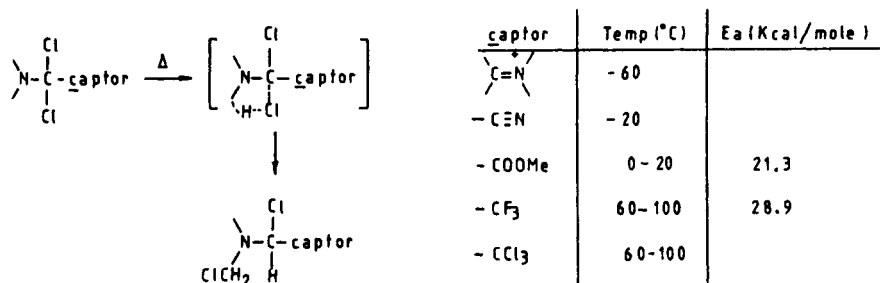 Cl
N-C-captor
Cl
Δ
Cl
N-C-captor
H Cl
Cl
N-C-captor
ClCH₂ H
captor Temp (°C) Ea (Kcal/mole)
C=N⁺ -60
-C≡N -20
-COOMe 0-20 21.3
-CF₃ 60-100 28.9
-CCl₃ 60-100